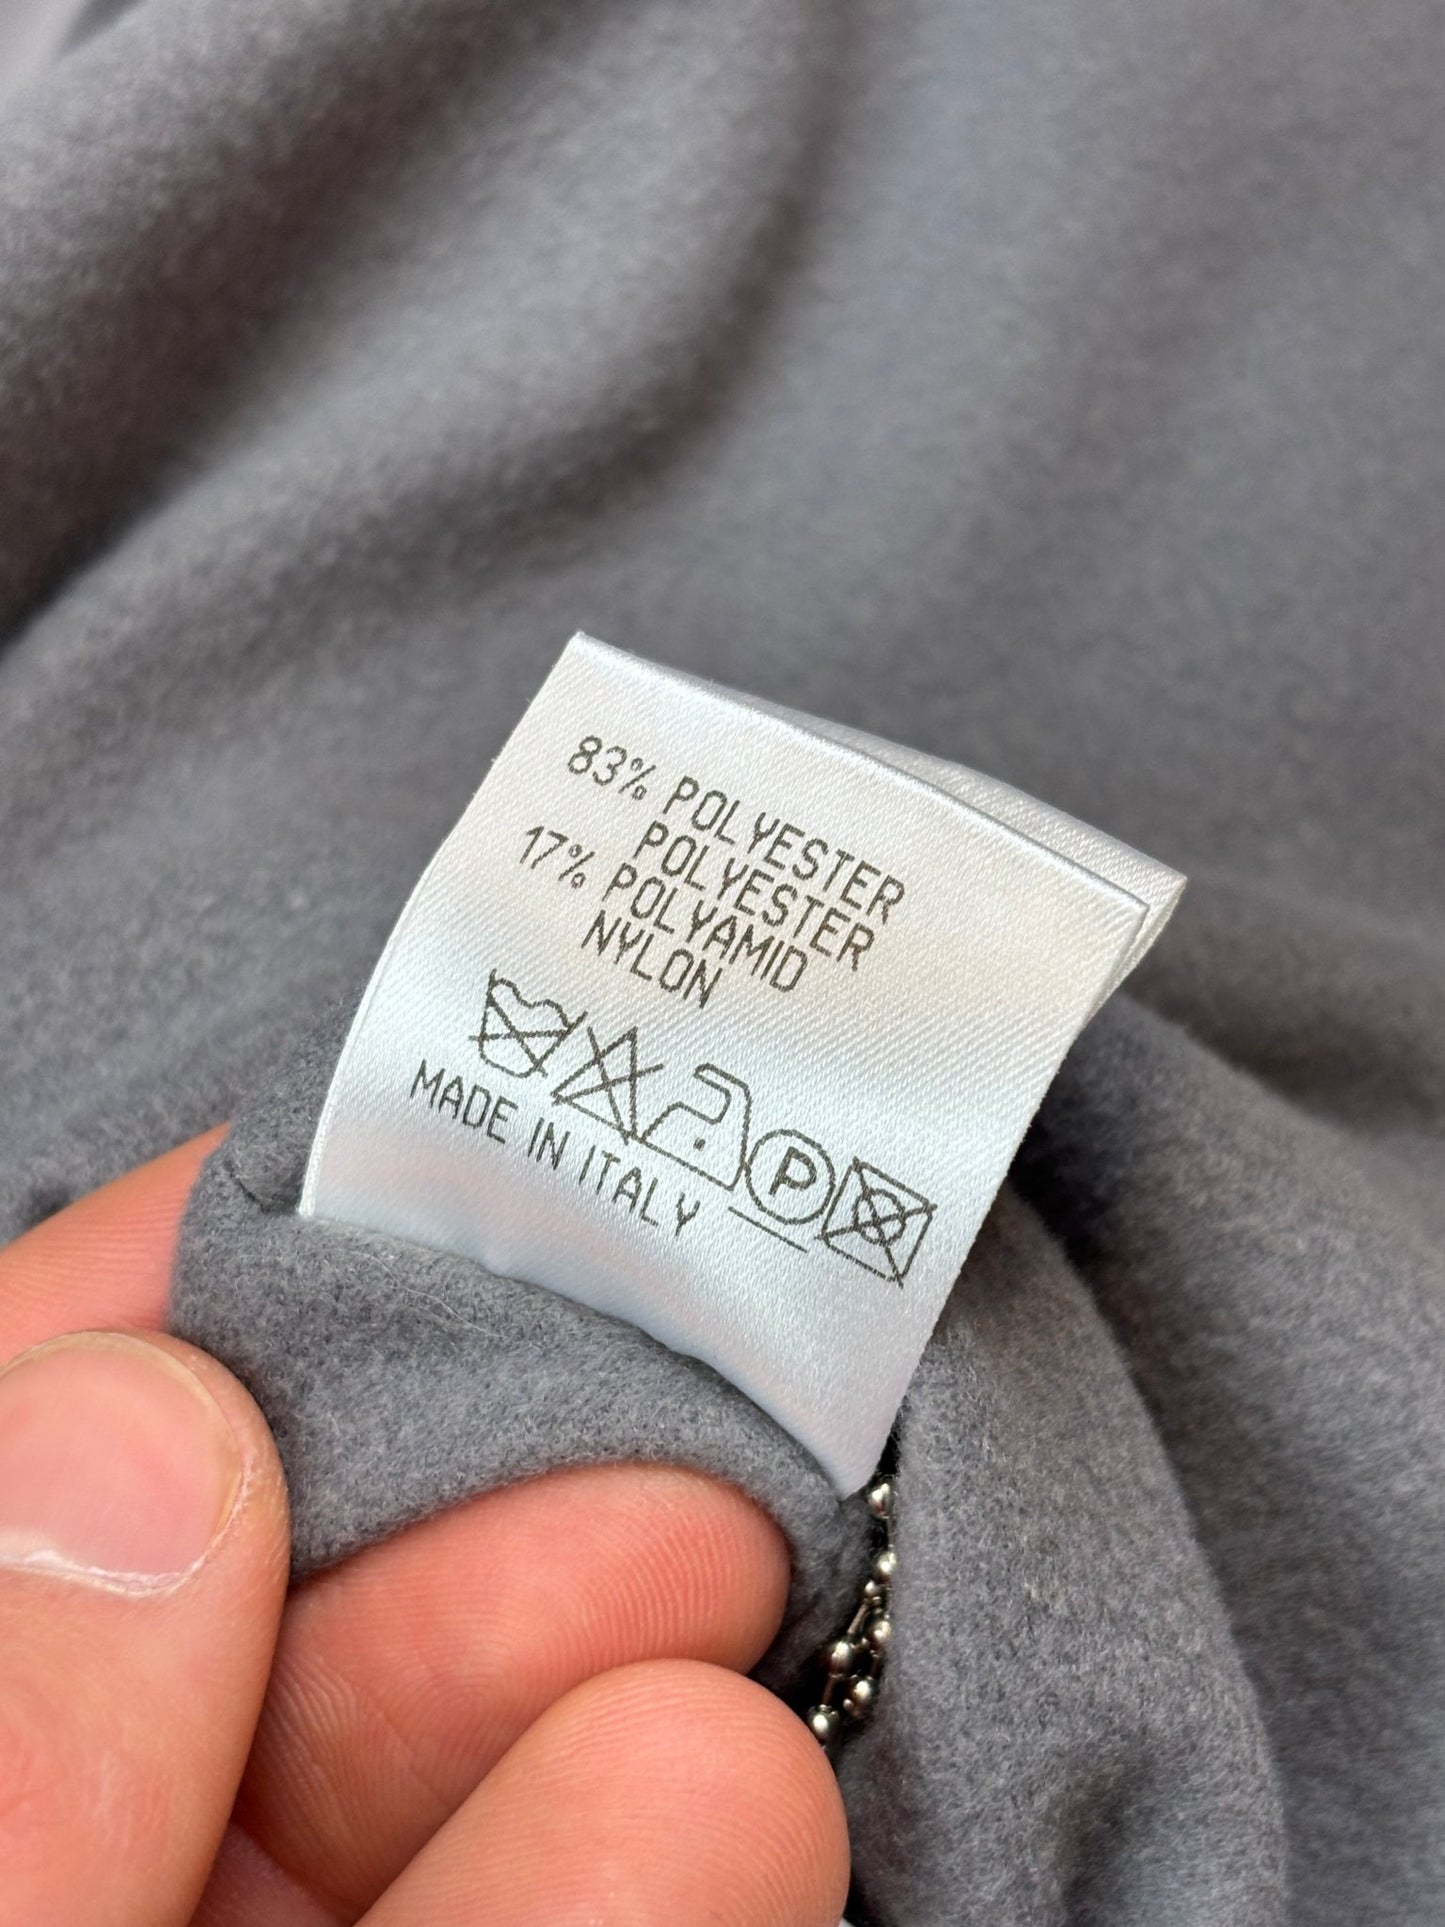 83% POLYESTER
POLYESTER
17% POLYAMID
NYLON
P
MADE IN ITALY